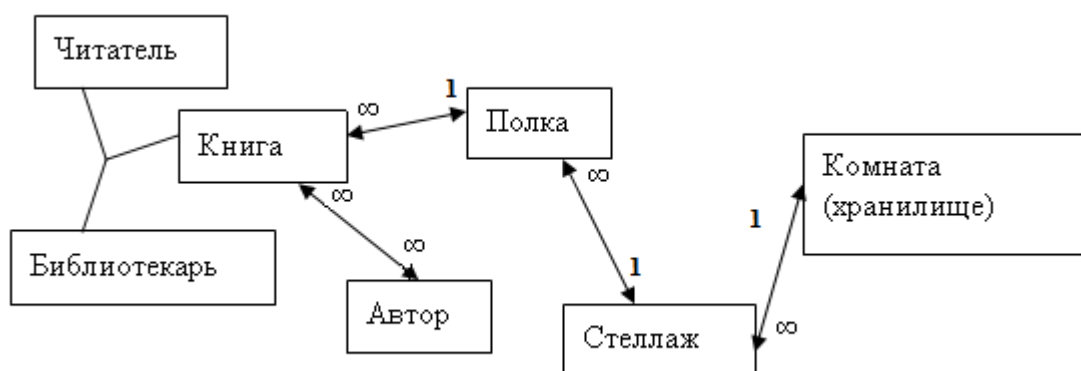 Читатель
∞
1
Полка
Книга
Комната
(хранилище)
∞
∞
1
∞
Библиотекарь
1
Автор
∞
Стеллаж